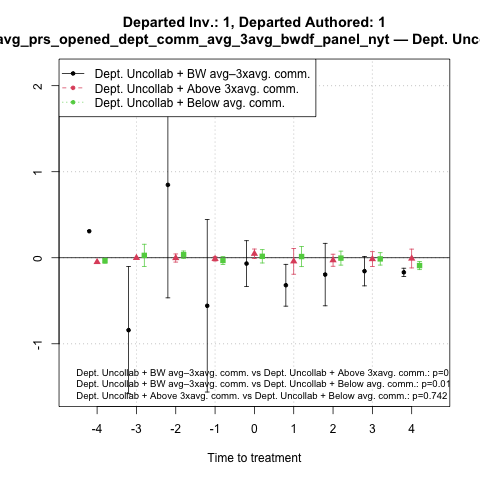 Departed Inv.: 1, Departed Authored: 1
avg_prs_opened_dept_comm_avg_3avg_bwdf_panel_nyt — Dept. Unco
Dept. Uncollab + BW avg–3xavg. comm.
Dept. Uncollab + Above 3xavg. comm.
Dept. Uncollab + Below avg. comm.
2
1
0
-1
Dept. Uncollab + BW avg–3xavg. comm. vs Dept. Uncollab + Above 3xavg. comm.: p=0
Dept. Uncollab + BW avg–3xavg. comm. vs Dept. Uncollab + Below avg. comm.: p=0.01
Dept. Uncollab + Above 3xavg. comm. vs Dept. Uncollab + Below avg. comm.: p=0.742
-4 -3 -2 -1 0 1 2 3 4
Time to treatment